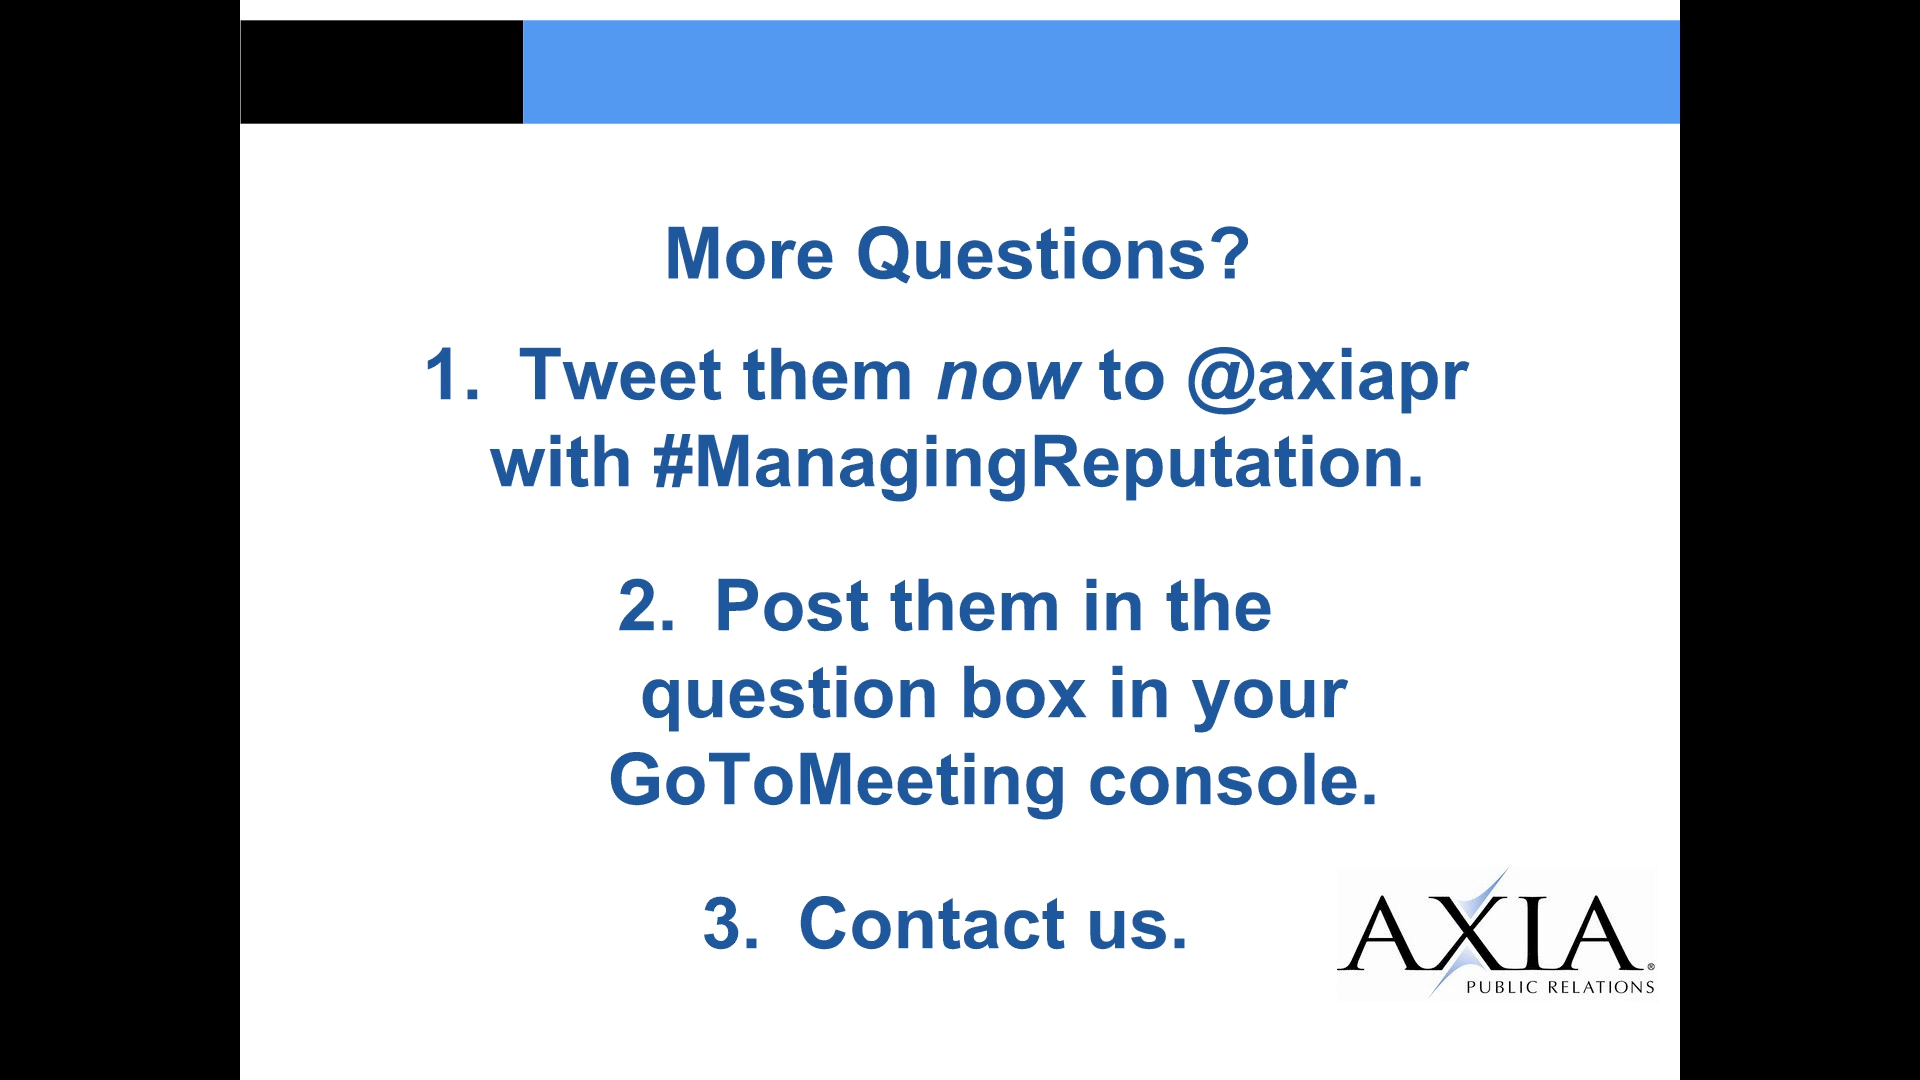 More Questions?
1. Tweet them now to @axiapr
with #ManagingReputation.
2. Post them in the
question box in your
GoToMeeting console.
3. Contact us.
AXIA®
PUBLIC RELATIONS